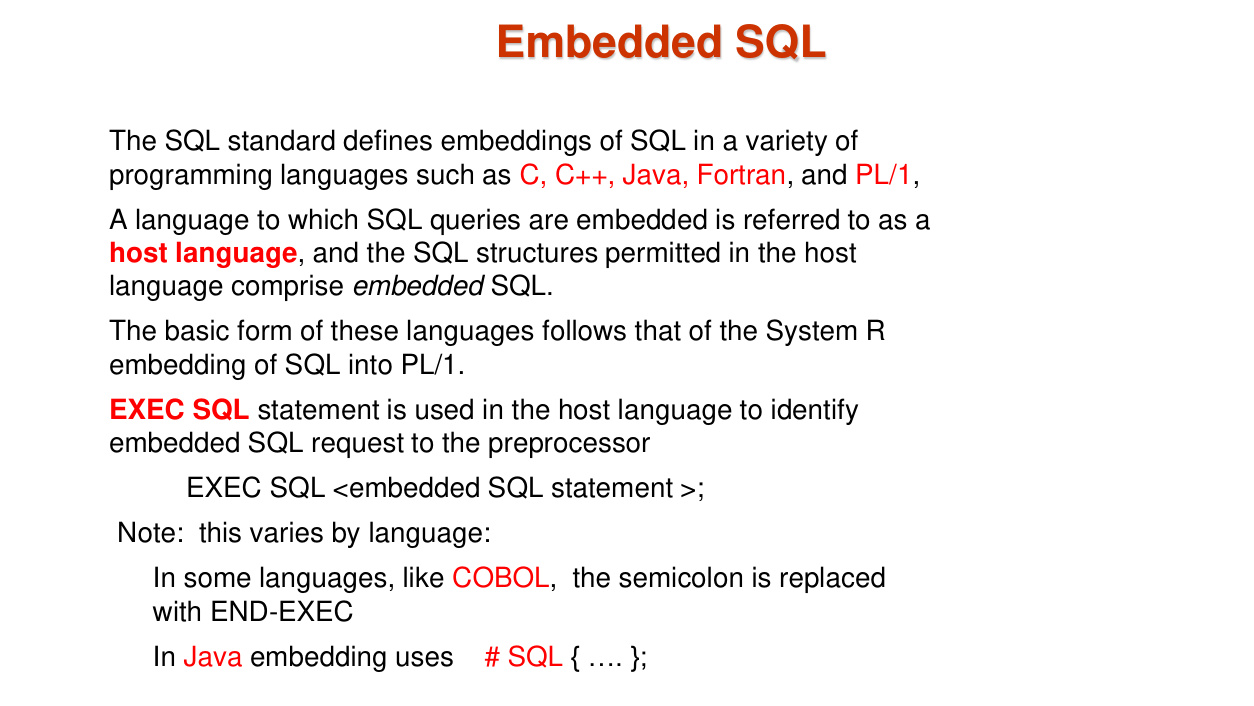 Embedded SQL
The SQL standard defines embeddings of SQL in a variety of
programming languages such as C, C++, Java, Fortran, and PL/1,
A language to which SQL queries are embedded is referred to as a
host language, and the SQL structures permitted in the host
language comprise embedded SQL.
The basic form of these languages follows that of the System R
embedding of SQL into PL/1.
EXEC SQL statement is used in the host language to identify
embedded SQL request to the preprocessor
EXEC SQL <embedded SQL statement >;
Note:  this varies by language:
In some languages, like COBOL,  the semicolon is replaced
with END-EXEC
In Java embedding uses    # SQL { …. };